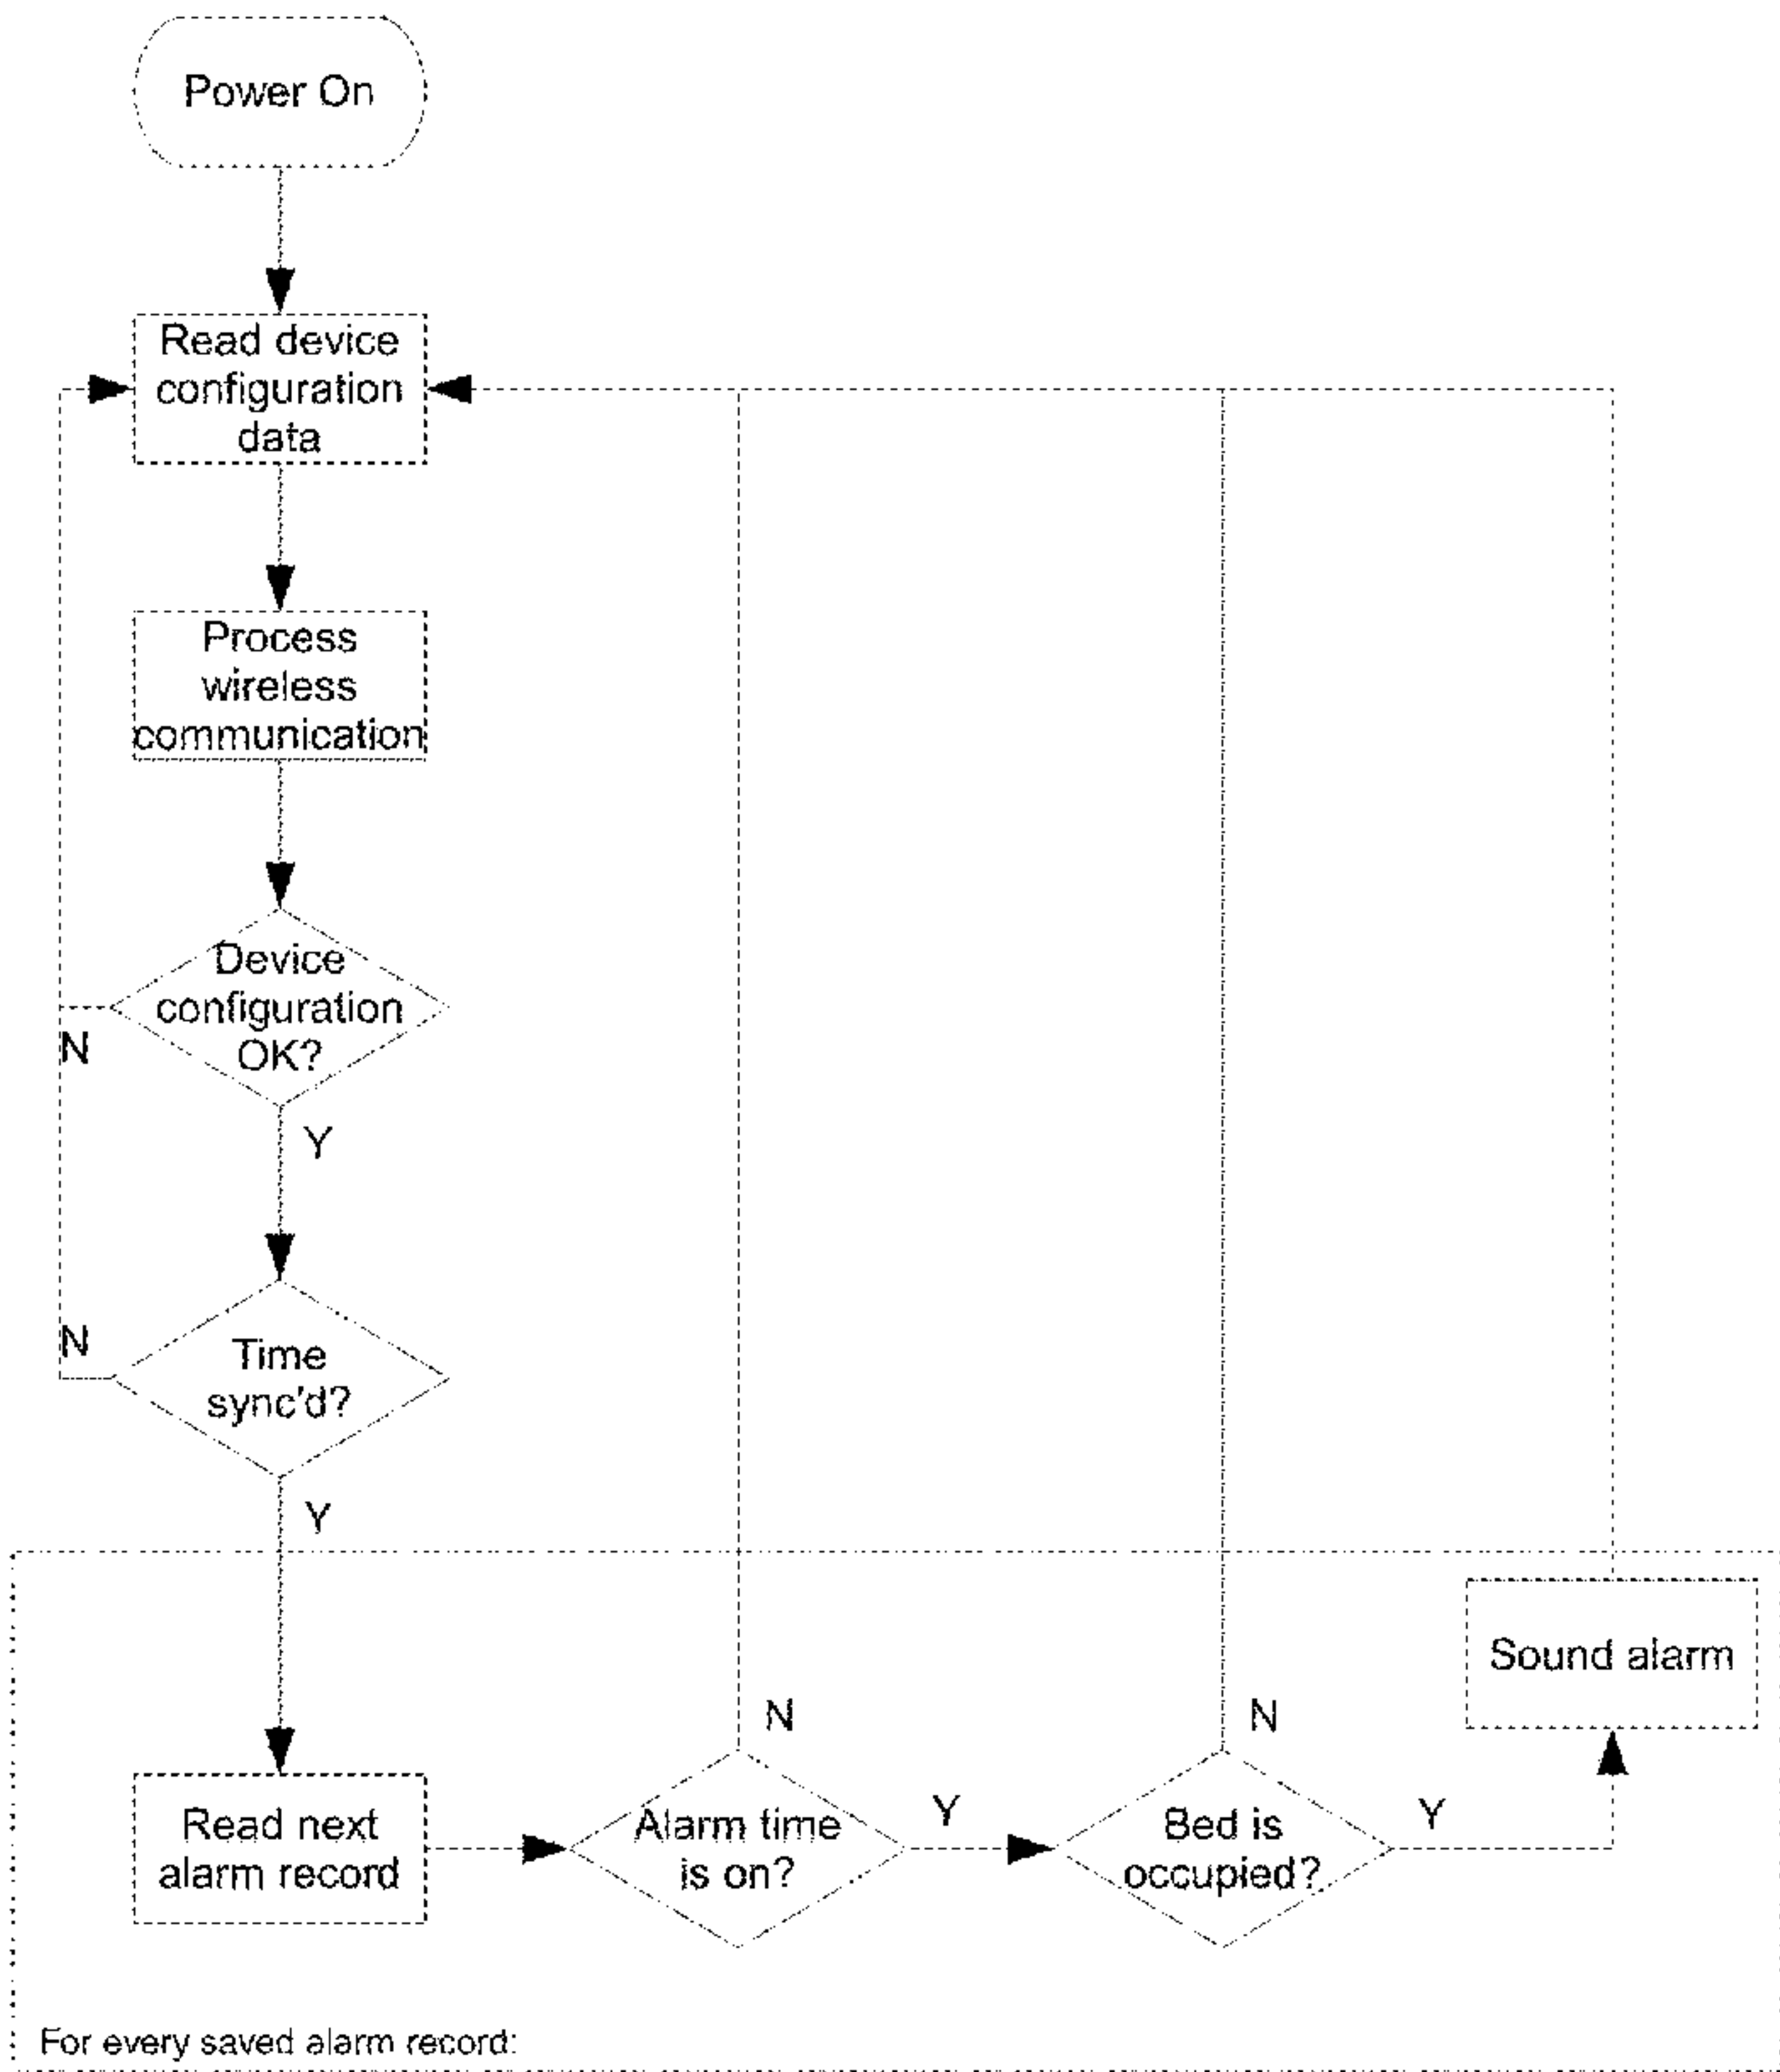 Power On
Read device
configuration
data
Process
wireless
communication
Device
configuration
OK?
N
Y
N
Time
sync'd?
Y
Sound alarm
N
N
Read next
alarm record
Alarm time
is on?
Y
Bed is
occupied?
Y
For every saved alarm record: